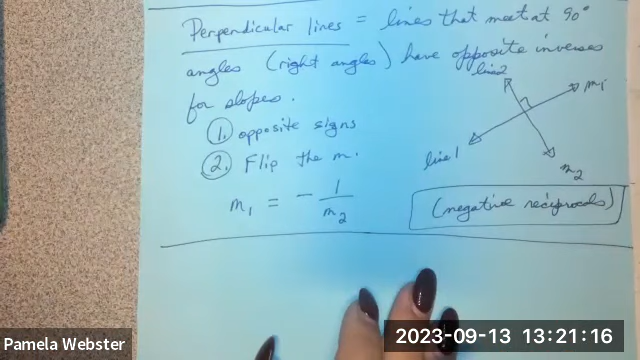 Perpendicular lines = lines that meet at 90°
angles (right angles) have opposite inverses
for slopes.
① opposite signs
② Flip the m.
m₁ = - 1/m₂
line2
m₁
line1
m₂
(negative reciprocals)
Pamela Webster
2023-09-13 13:21:16